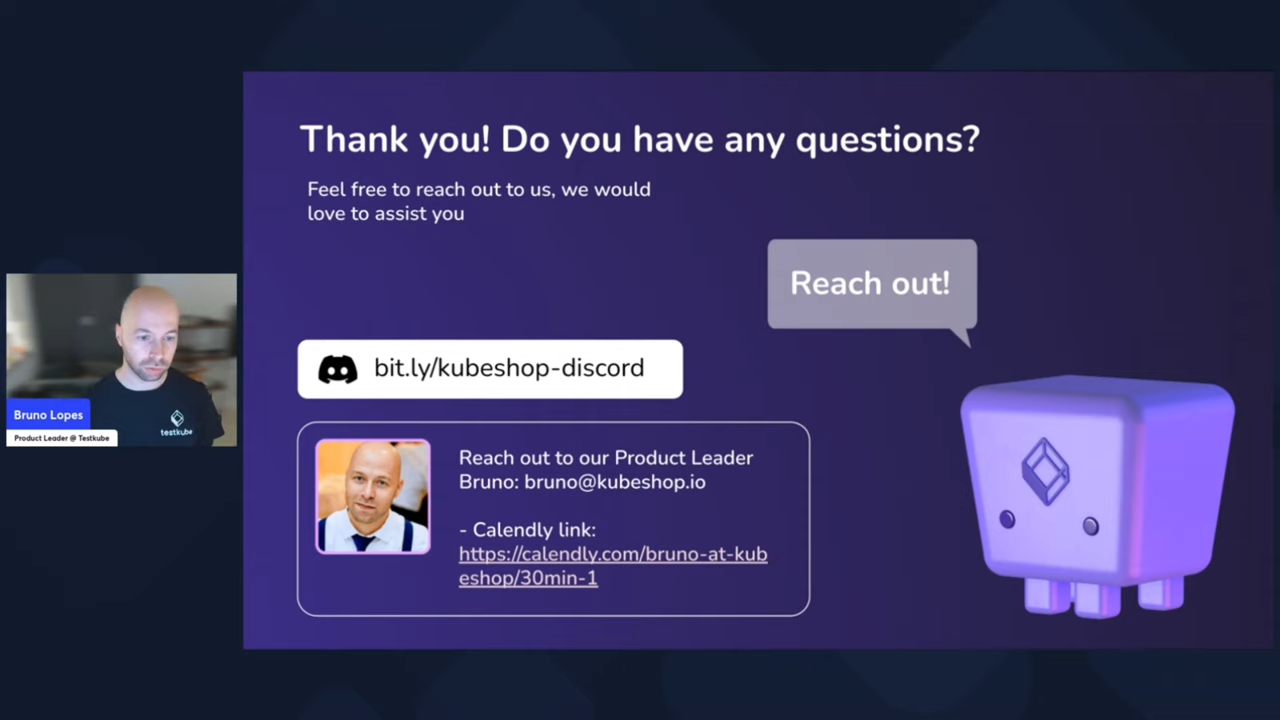 Thank you! Do you have any questions?
Feel free to reach out to us, we would
love to assist you
Reach out!
bit.ly/kubeshop-discord
Bruno Lopes
testkube
Product Leader @ Testkube
Reach out to our Product Leader
Bruno: bruno@kubeshop.io
- Calendly link:
https://calendly.com/bruno-at-kub
eshop/30min-1